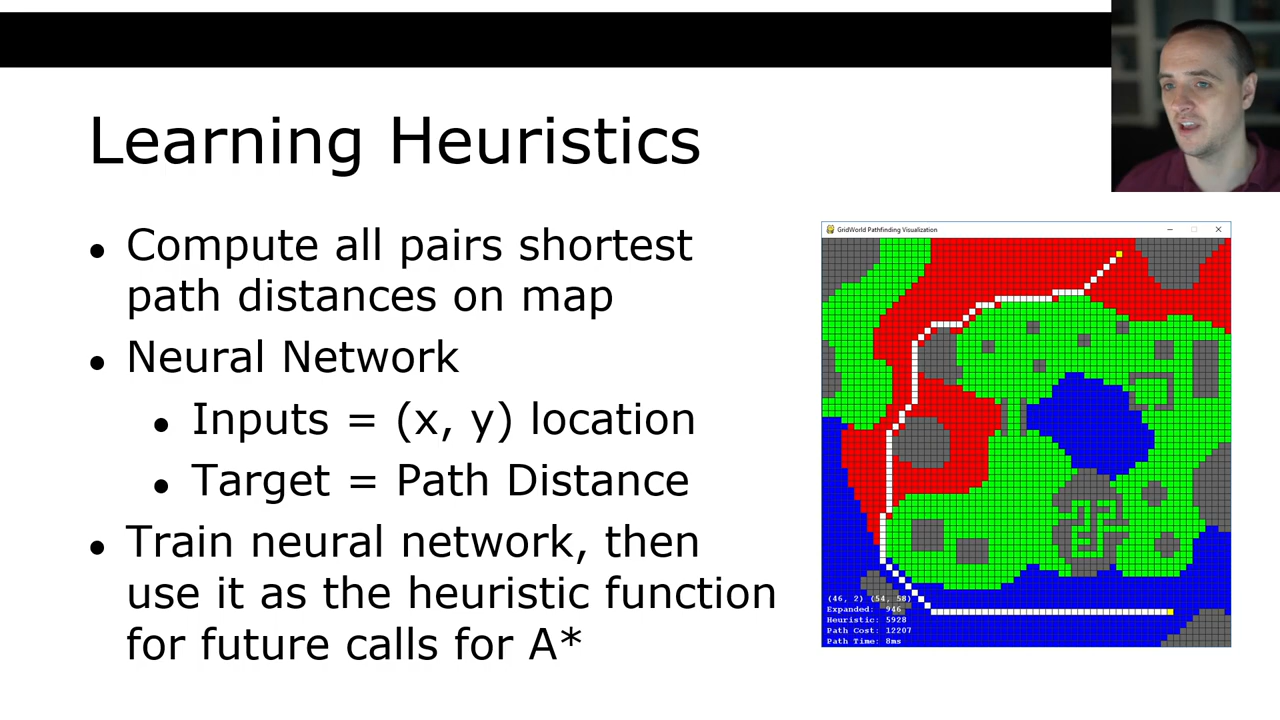 Learning Heuristics
• Compute all pairs shortest
path distances on map
• Neural Network
• Inputs = (x, y) location
• Target = Path Distance
• Train neural network, then
use it as the heuristic function
for future calls for A*
GridWorld Pathfinding Visualization
(46, 2) (54, 58)
Expanded: 946
Heuristic: 5928
Path Cost: 12207
Path Time: 8ms